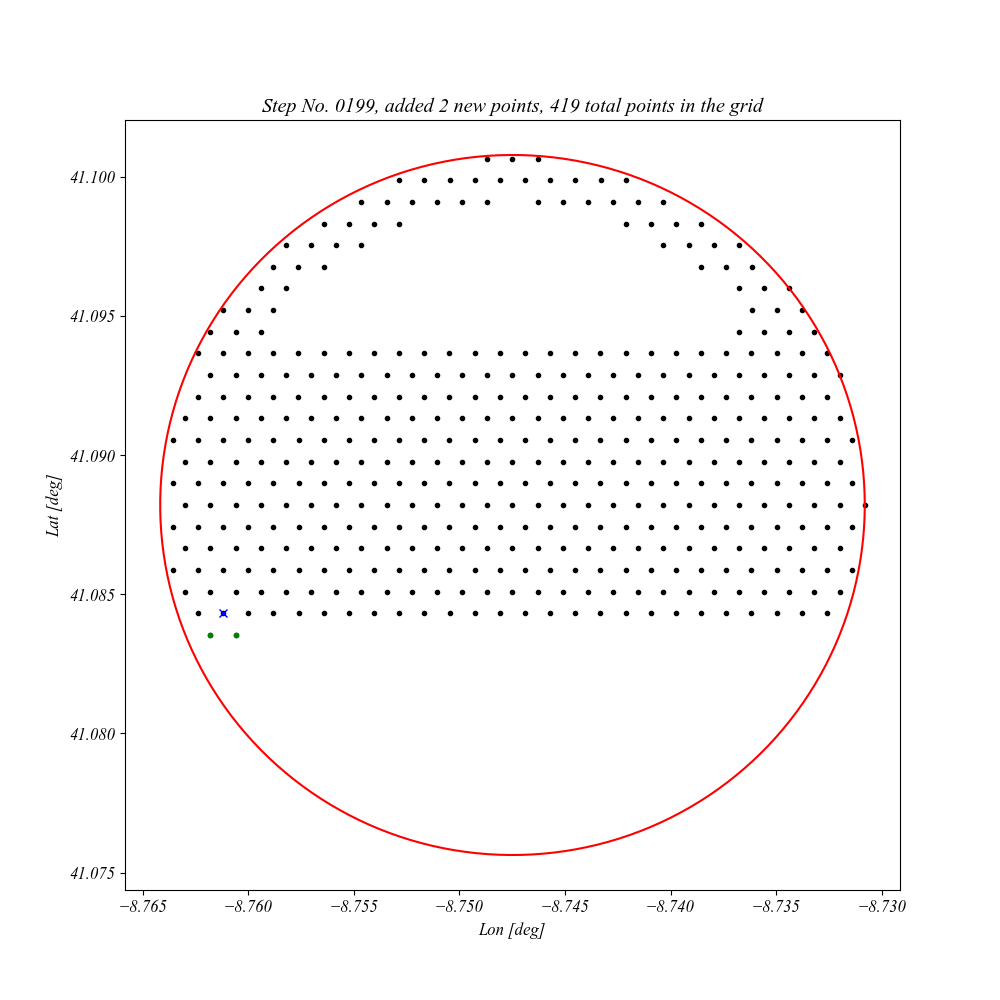 Step No. 0199, added 2 new points, 419 total points in the grid
41.100
41.095
41.090
41.085
41.080
41.075
Lat [deg]
−8.765 −8.760 −8.755 −8.750 −8.745 −8.740 −8.735 −8.730
Lon [deg]